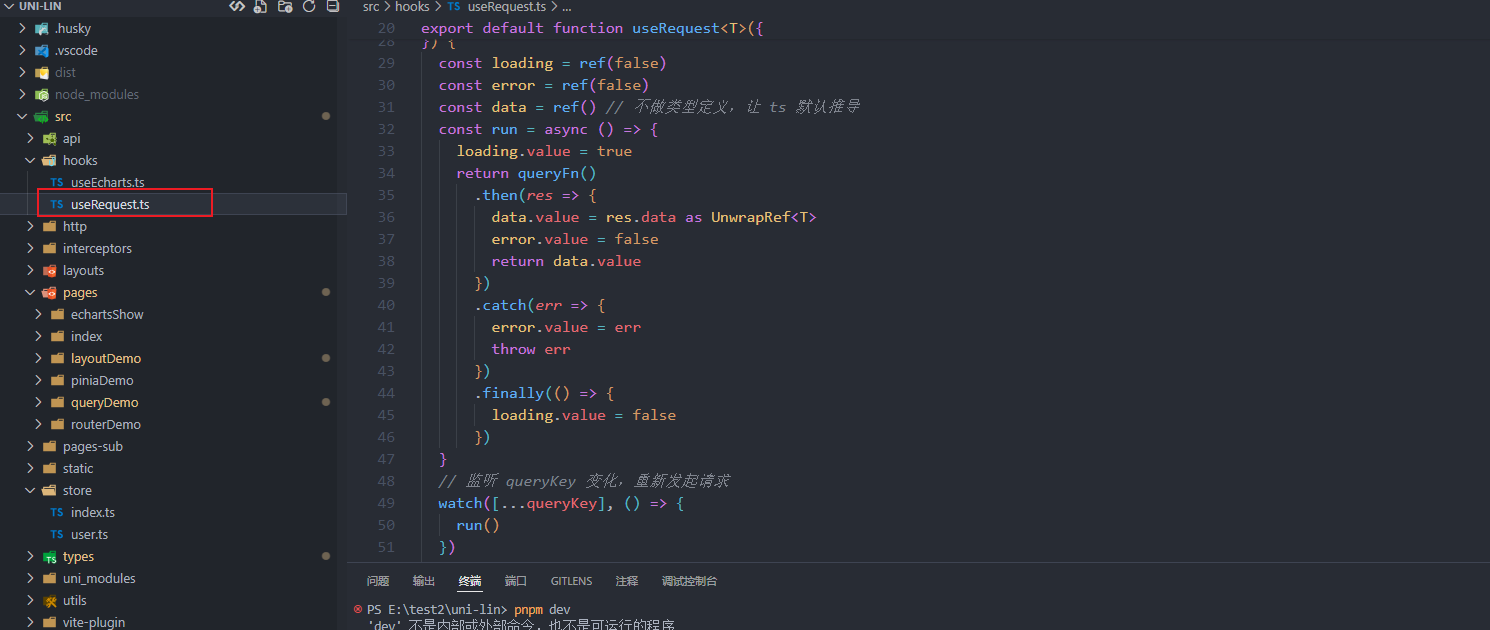 UNI-LIN
.husky
.vscode
dist
node_modules
src
api
hooks
TS useEcharts.ts
TS useRequest.ts
http
interceptors
layouts
pages
echartsShow
index
layoutDemo
piniaDemo
queryDemo
routerDemo
pages-sub
static
store
TS index.ts
TS user.ts
types
uni_modules
utils
vite-plugin
src > hooks > TS useRequest.ts > ...
20 export default function useRequest<T>({
28 }) {
29 const loading = ref(false)
30 const error = ref(false)
31 const data = ref() // 不做类型定义，让 ts 默认推导
32 const run = async () => {
33 loading.value = true
34 return queryFn()
35 .then(res => {
36 data.value = res.data as UnwrapRef<T>
37 error.value = false
38 return data.value
39 })
40 .catch(err => {
41 error.value = err
42 throw err
43 })
44 .finally(() => {
45 loading.value = false
46 })
47 }
48 // 监听 queryKey 变化，重新发起请求
49 watch([...queryKey], () => {
50 run()
51 })
问题 输出 终端 端口 GITLENS 注释 调试控制台
PS E:\test2\uni-lin> pnpm dev
'dev' 不是内部或外部命令，也不是可运行的程序